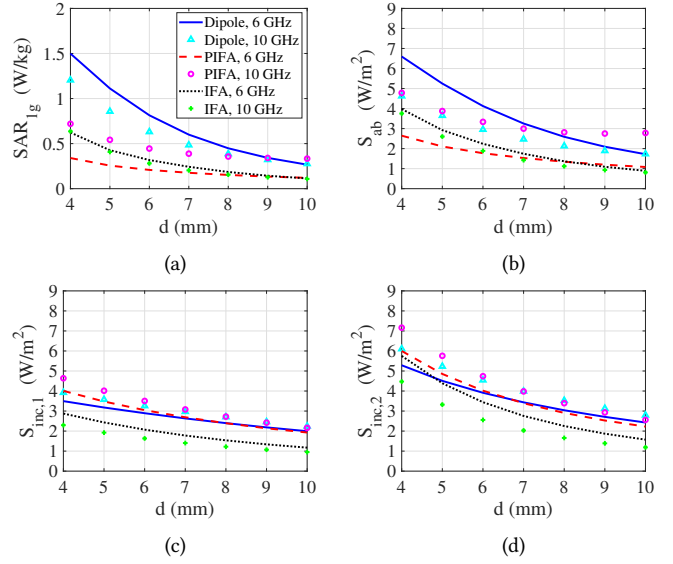 2
1.5
1
0.5
0
SAR1g (W/kg)
Dipole, 6 GHz
Dipole, 10 GHz
PIFA, 6 GHz
PIFA, 10 GHz
IFA, 6 GHz
IFA, 10 GHz
4 5 6 7 8 9 10
d (mm)
(a)
9
8
7
6
5
4
3
2
1
0
Sab (W/m2)
4 5 6 7 8 9 10
d (mm)
(b)
9
8
7
6
5
4
3
2
1
0
Sinc,1 (W/m2)
4 5 6 7 8 9 10
d (mm)
(c)
9
8
7
6
5
4
3
2
1
0
Sinc,2 (W/m2)
4 5 6 7 8 9 10
d (mm)
(d)